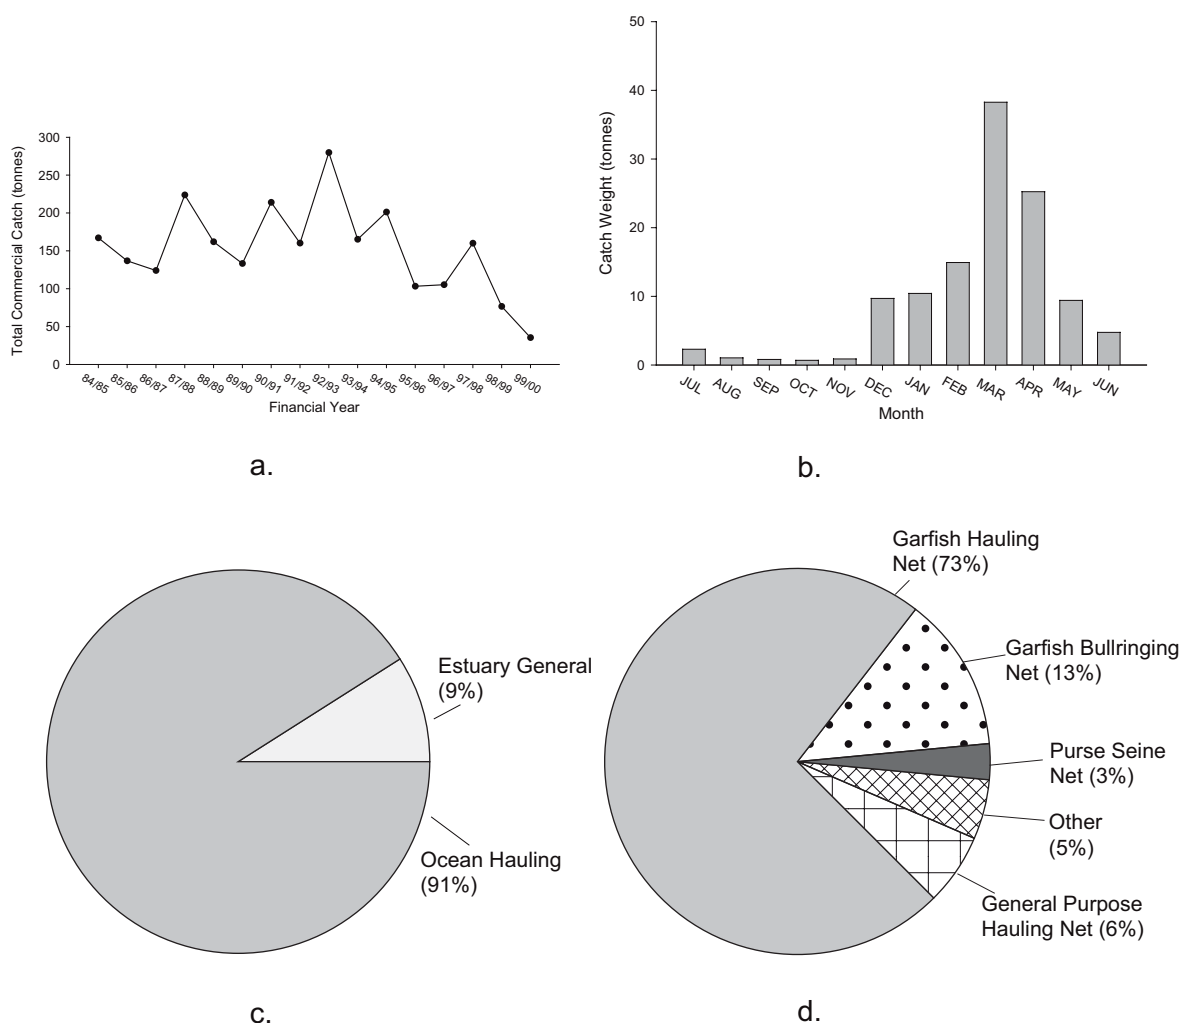 300
250
200
150
100
50
0
Total Commercial Catch (tonnes)
84/85
85/86
86/87
87/88
88/89
89/90
90/91
91/92
92/93
93/94
94/95
95/96
96/97
97/98
98/99
99/00
Financial Year
a.
50
40
30
20
10
0
Catch Weight (tonnes)
JUL
AUG
SEP
OCT
NOV
DEC
JAN
FEB
MAR
APR
MAY
JUN
Month
b.
Estuary General
(9%)
Ocean Hauling
(91%)
c.
Garfish Hauling
Net (73%)
Garfish Bullringing
Net (13%)
Purse Seine
Net (3%)
Other
(5%)
General Purpose
Hauling Net (6%)
d.